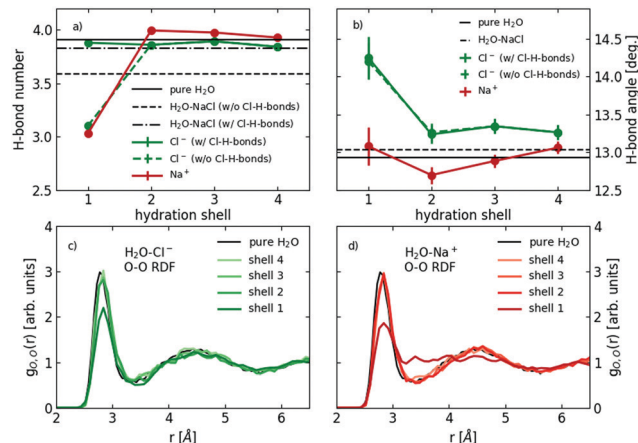 a)
H-bond number
4.0
3.5
3.0
2.5
pure H₂O
H₂O-NaCl (w/o Cl-H-bonds)
H₂O-NaCl (w/ Cl-H-bonds)
Cl⁻ (w/ Cl-H-bonds)
Cl⁻ (w/o Cl-H-bonds)
Na⁺
1 2 3 4
hydration shell
b)
pure H₂O
H₂O-NaCl
Cl⁻ (w/ Cl-H-bonds)
Cl⁻ (w/o Cl-H-bonds)
Na⁺
14.5
14.0
13.5
13.0
12.5
H-bond angle [deg.]
1 2 3 4
hydration shell
c)
H₂O-Cl⁻
O-O RDF
pure H₂O
shell 4
shell 3
shell 2
shell 1
g_O,O(r) [arb. units]
4
3
2
1
0
2 3 4 5 6
r [Å]
d)
H₂O-Na⁺
O-O RDF
pure H₂O
shell 4
shell 3
shell 2
shell 1
4
3
2
1
0
g_O,O(r) [arb. units]
2 3 4 5 6
r [Å]